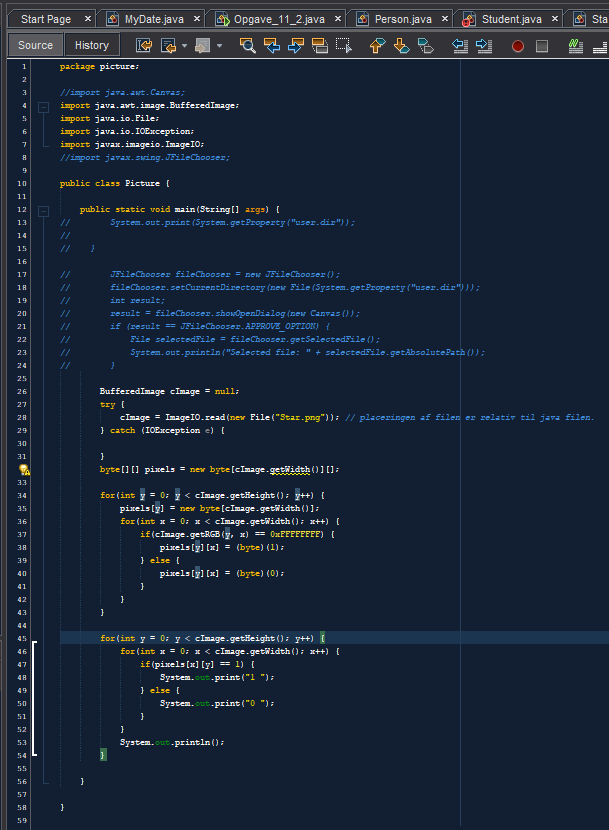 Start Page × MyDate.java × Opgave_11_2.java × Person.java × Student.java × Sta
Source History
1 package picture;
2
3 //import java.awt.Canvas;
4 import java.awt.image.BufferedImage;
5 import java.io.File;
6 import java.io.IOException;
7 import javax.imageio.ImageIO;
8 //import javax.swing.JFileChooser;
9
10 public class Picture {
11
12 public static void main(String[] args) {
13 // System.out.print(System.getProperty("user.dir"));
14 //
15 // }
16
17 // JFileChooser fileChooser = new JFileChooser();
18 // fileChooser.setCurrentDirectory(new File(System.getProperty("user.dir")));
19 // int result;
20 // result = fileChooser.showOpenDialog(new Canvas());
21 // if (result == JFileChooser.APPROVE_OPTION) {
22 // File selectedFile = fileChooser.getSelectedFile();
23 // System.out.println("Selected file: " + selectedFile.getAbsolutePath());
24 // }
25
26 BufferedImage cImage = null;
27 try {
28 cImage = ImageIO.read(new File("Star.png")); // placeringen af filen er relativ til java filen.
29 } catch (IOException e) {
30
31 }
byte[][] pixels = new byte[cImage.getWidth()][];
33
34 for(int y = 0; y < cImage.getHeight(); y++) {
35 pixels[y] = new byte[cImage.getWidth()];
36 for(int x = 0; x < cImage.getWidth(); x++) {
37 if(cImage.getRGB(y, x) == 0xFFFFFFFF) {
38 pixels[y][x] = (byte)(1);
39 } else {
40 pixels[y][x] = (byte)(0);
41 }
42 }
43 }
44
45 for(int y = 0; y < cImage.getHeight(); y++) {
46 for(int x = 0; x < cImage.getWidth(); x++) {
47 if(pixels[x][y] == 1) {
48 System.out.print("1 ");
49 } else {
50 System.out.print("0 ");
51 }
52 }
53 System.out.println();
54 }
55
56 }
57
58 }
59